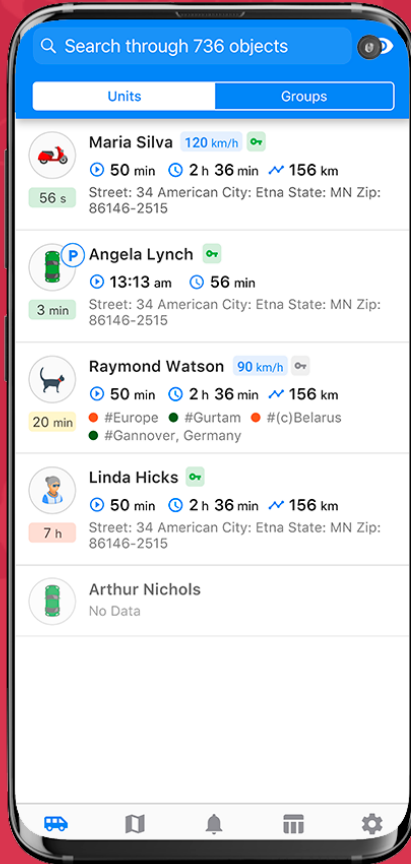 Search through 736 objects
Units
Groups
Maria Silva 120 km/h
50 min 2 h 36 min 156 km
56 s
Street: 34 American City: Etna State: MN Zip:
86146-2515
P
Angela Lynch
13:13 am 56 min
3 min
Street: 34 American City: Etna State: MN Zip:
86146-2515
Raymond Watson 90 km/h
50 min 2 h 36 min 156 km
20 min
#Europe #Gurtam #(c)Belarus
#Gannover, Germany
Linda Hicks
50 min 2 h 36 min 156 km
7 h
Street: 34 American City: Etna State: MN Zip:
86146-2515
Arthur Nichols
No Data